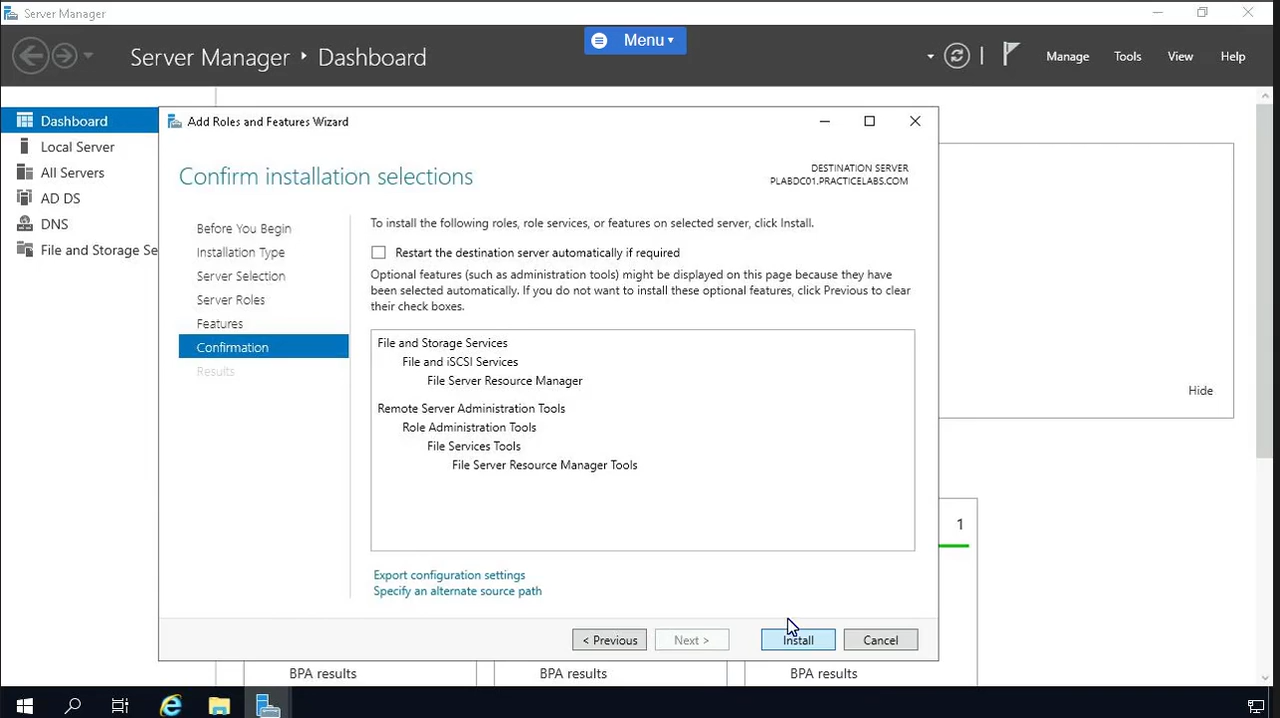 Server Manager
Server Manager ‣ Dashboard
Menu
Manage
Tools
View
Help
Dashboard
Local Server
All Servers
AD DS
DNS
File and Storage Se
Add Roles and Features Wizard
Confirm installation selections
DESTINATION SERVER
PLABDC01.PRACTICELABS.COM
Before You Begin
Installation Type
Server Selection
Server Roles
Features
Confirmation
Results
To install the following roles, role services, or features on selected server, click Install.
Restart the destination server automatically if required
Optional features (such as administration tools) might be displayed on this page because they have
been selected automatically. If you do not want to install these optional features, click Previous to clear
their check boxes.
File and Storage Services
File and iSCSI Services
File Server Resource Manager
Remote Server Administration Tools
Role Administration Tools
File Services Tools
File Server Resource Manager Tools
Export configuration settings
Specify an alternate source path
< Previous
Next >
Install
Cancel
Hide
1
BPA results
BPA results
BPA results